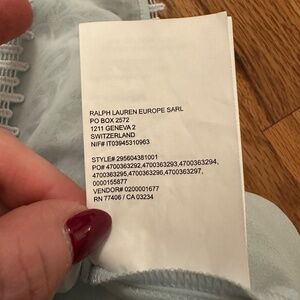 RALPH LAUREN EUROPE SARL
PO BOX 2572
1211 GENEVA 2
SWITZERLAND
NIF# IT03945310963
STYLE# 295604381001
PO# 4700363292,4700363293,4700363294,
4700363295,4700363296,4700363297,
0000155877
VENDOR# 0200001677
RN 77406 / CA 03234